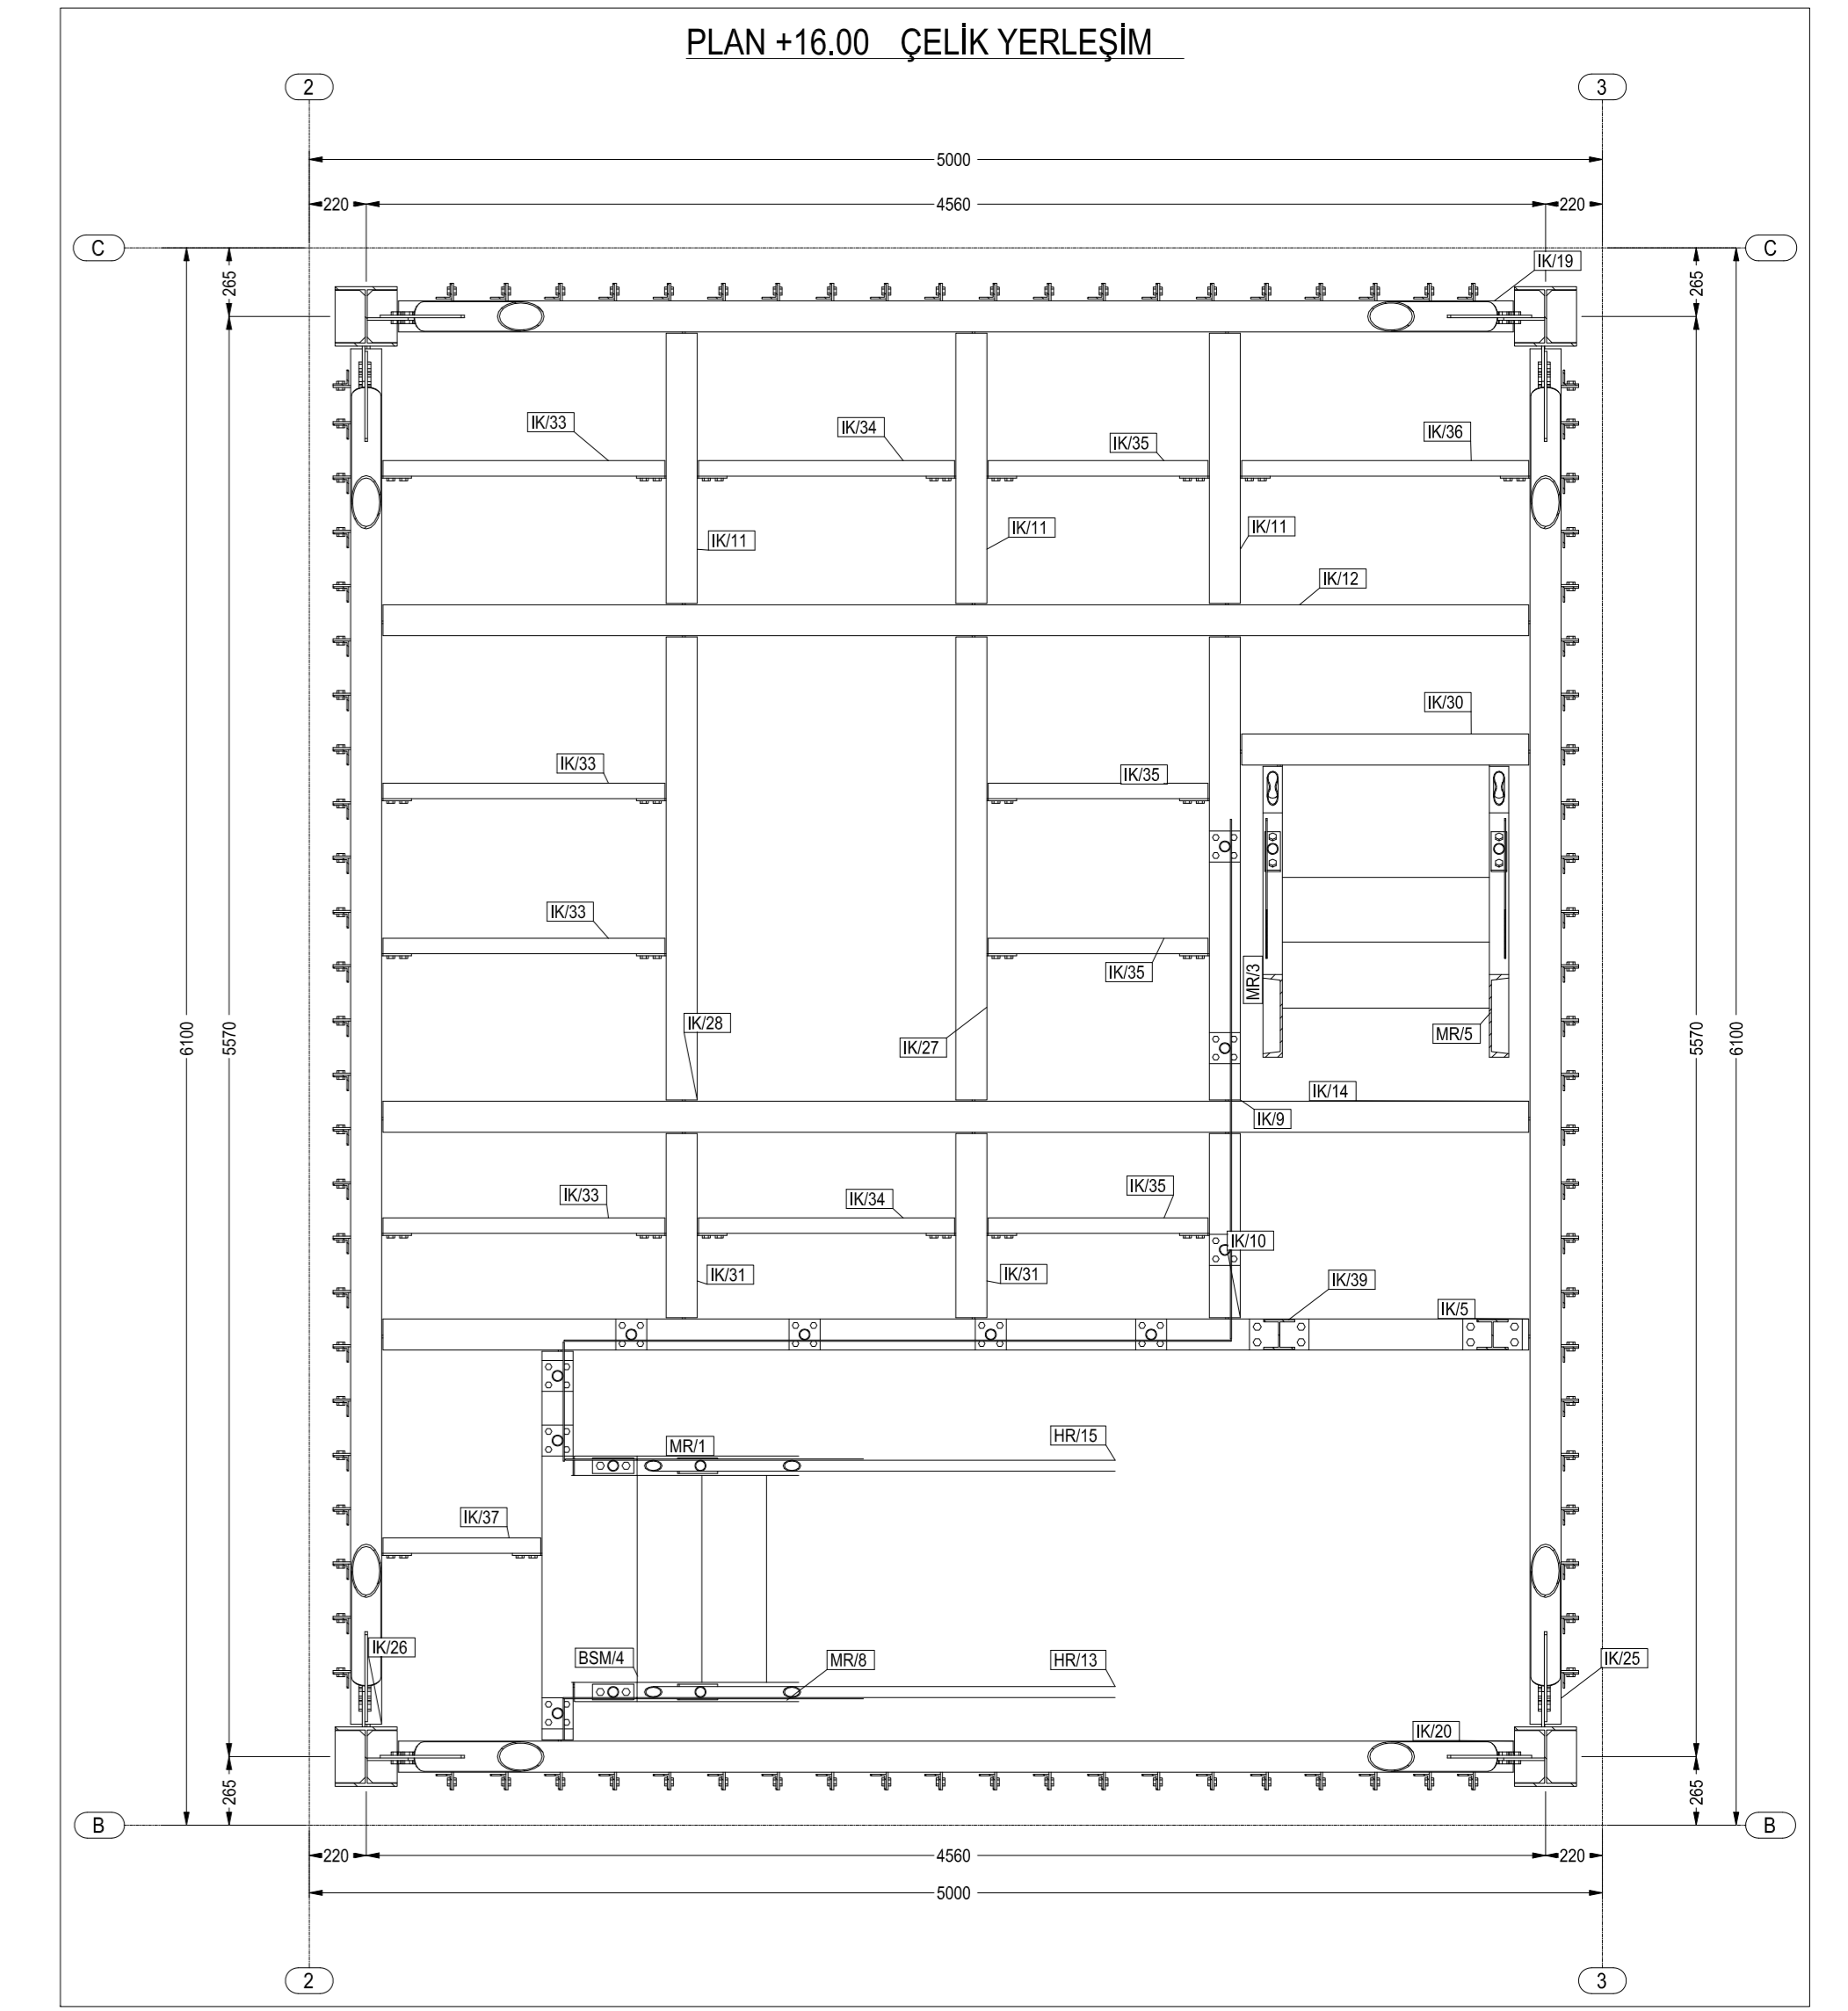 PLAN +16.00 ÇELİK YERLEŞİM
2 3
5000
220 4560 220
C C
IK/19
265 265
IK/33 IK/34 IK/35 IK/36
IK/11 IK/11 IK/11
IK/12
IK/30
IK/33 IK/35
IK/33 IK/35
MR/3
6100 5570 IK/28 IK/27 MR/5 5570 6100
IK/14
IK/9
IK/33 IK/34 IK/35
IK/10
IK/31 IK/31 IK/39
IK/5
MR/1 HR/15
IK/37
IK/26 BSM/4 MR/8 HR/13 IK/25
IK/20
265 265
B B
220 4560 220
5000
2 3